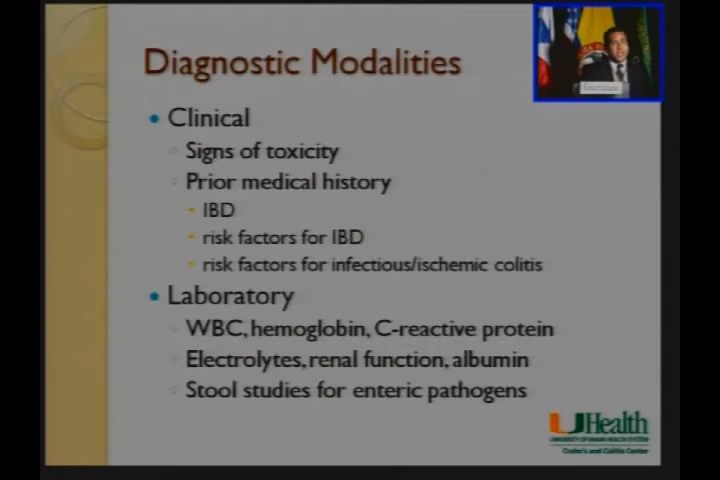 Diagnostic Modalities
• Clinical
◦ Signs of toxicity
◦ Prior medical history
- IBD
- risk factors for IBD
- risk factors for infectious/ischemic colitis
• Laboratory
◦ WBC, hemoglobin, C-reactive protein
◦ Electrolytes, renal function, albumin
◦ Stool studies for enteric pathogens
UHealth
UNIVERSITY OF MIAMI HEALTH SYSTEM
Crohn's and Colitis Center